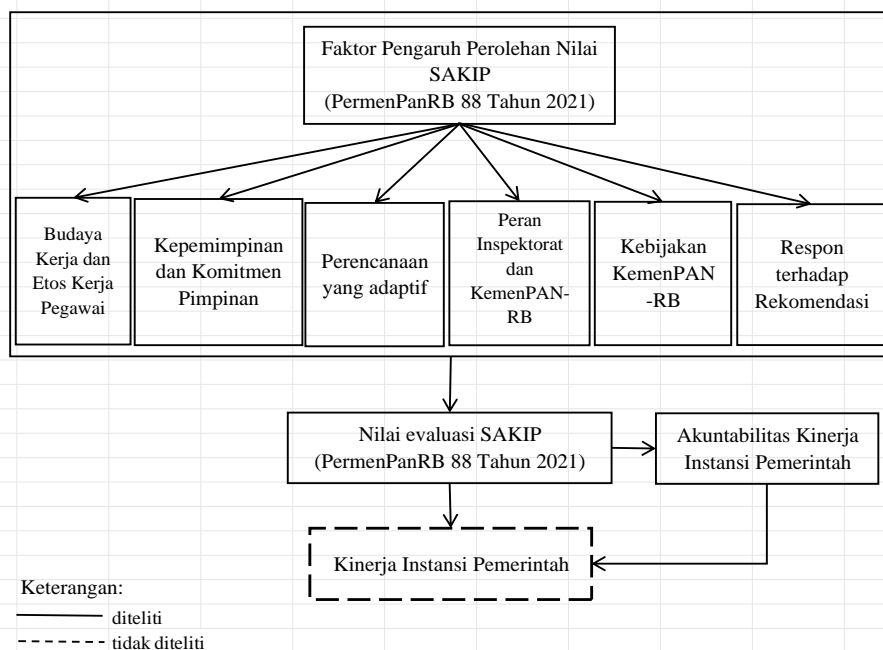 Faktor Pengaruh Perolehan Nilai
SAKIP
(PermenPanRB 88 Tahun 2021)
Budaya
Kerja dan
Etos Kerja
Pegawai
Kepemimpinan
dan Komitmen
Pimpinan
Perencanaan
yang adaptif
Peran
Inspektorat
dan
KemenPAN-
RB
Kebijakan
KemenPAN
-RB
Respon
terhadap
Rekomendasi
Nilai evaluasi SAKIP
(PermenPanRB 88 Tahun 2021)
Akuntabilitas Kinerja
Instansi Pemerintah
Kinerja Instansi Pemerintah
Keterangan:
diteliti
tidak diteliti